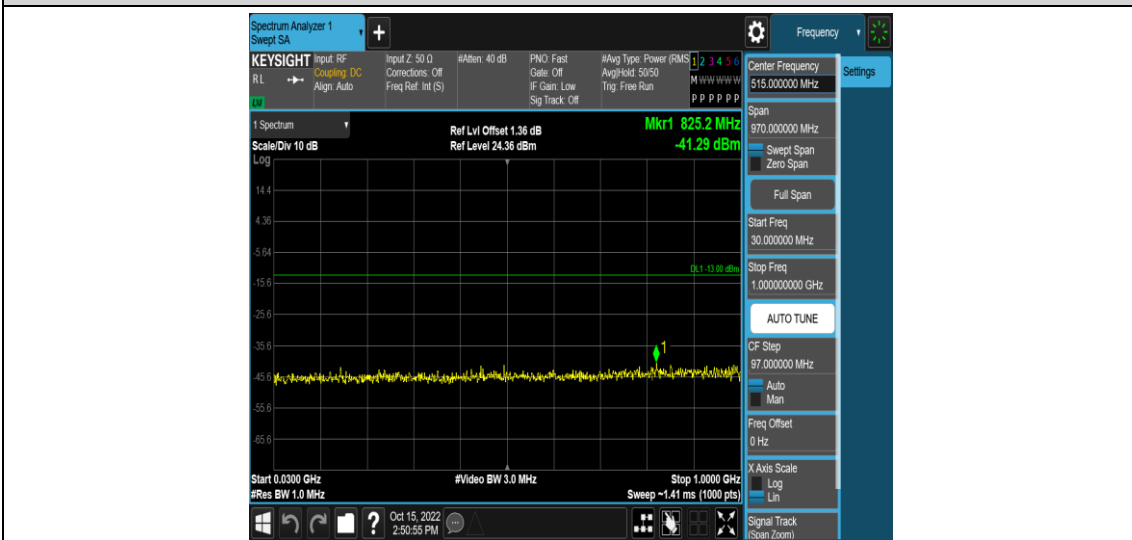 Spectrum Analyzer 1
Swept SA
+
Frequency
KEYSIGHT
RL
Input: RF
Coupling: DC
Align: Auto
Input Z: 50 Ω
Corrections: Off
Freq Ref: Int (S)
#Atten: 40 dB
PNO: Fast
Gate: Off
IF Gain: Low
Sig Track: Off
#Avg Type: Power (RMS
Avg|Hold: 50/50
Trig: Free Run
1 2 3 4 5 6
M W W W W W
P P P P P P
1 Spectrum
Scale/Div 10 dB
Log
Ref Lvl Offset 1.36 dB
Ref Level 24.36 dBm
Mkr1 825.2 MHz
-41.29 dBm
14.4
4.36
-5.64
DL1 -13.00 dBm
-15.6
-25.6
-35.6
1
-45.6
-55.6
-65.6
Start 0.0300 GHz
#Res BW 1.0 MHz
#Video BW 3.0 MHz
Stop 1.0000 GHz
Sweep ~1.41 ms (1000 pts)
Center Frequency
515.000000 MHz
Settings
Span
970.000000 MHz
Swept Span
Zero Span
Full Span
Start Freq
30.000000 MHz
Stop Freq
1.000000000 GHz
AUTO TUNE
CF Step
97.000000 MHz
Auto
Man
Freq Offset
0 Hz
X Axis Scale
Log
Lin
Signal Track
(Span Zoom)
?
Oct 15, 2022
2:50:55 PM